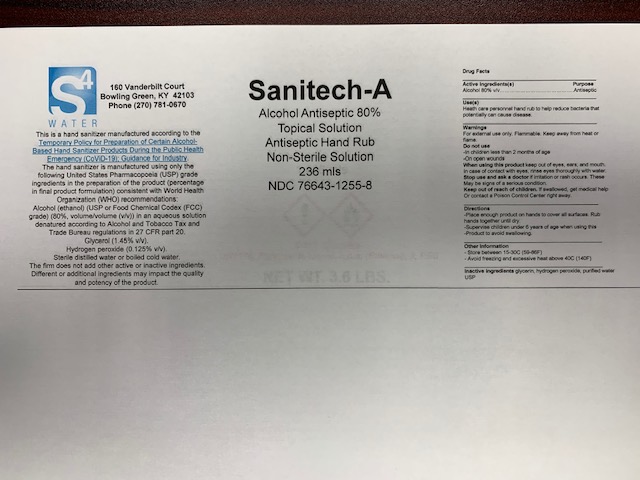 S4
WATER
160 Vanderbilt Court
Bowling Green, KY 42103
Phone (270) 781-0670
This is a hand sanitizer manufactured according to the
Temporary Policy for Preparation of Certain Alcohol-
Based Hand Sanitizer Products During the Public Health
Emergency (CoViD-19); Guidance for Industry.
The hand sanitizer is manufactured using only the
following United States Pharmacopoeia (USP) grade
ingredients in the preparation of the product (percentage
in final product formulation) consistent with World Health
Organization (WHO) recommendations:
Alcohol (ethanol) (USP or Food Chemical Codex (FCC)
grade) (80%, volume/volume (v/v)) in an aqueous solution
denatured according to Alcohol and Tobacco Tax and
Trade Bureau regulations in 27 CFR part 20.
Glycerol (1.45% v/v).
Hydrogen peroxide (0.125% v/v).
Sterile distilled water or boiled cold water.
The firm does not add other active or inactive ingredients.
Different or additional ingredients may impact the quality
and potency of the product.
Sanitech-A
Alcohol Antiseptic 80%
Topical Solution
Antiseptic Hand Rub
Non-Sterile Solution
236 mls
NDC 76643-1255-8
NET WT. 3.6 LBS.
Drug Facts
Active Ingredients(s) Purpose
Alcohol 80% v/v Antiseptic
Use(s)
Heath care personnel hand rub to help reduce bacteria that
potentially can cause disease.
Warnings
For external use only. Flammable. Keep away from heat or
flame
Do not use
-In children less than 2 months of age
-On open wounds
When using this product keep out of eyes, ears, and mouth.
In case of contact with eyes, rinse eyes thoroughly with water.
Stop use and ask a doctor if irritation or rash occurs. These
May be signs of a serious condition.
Keep out of reach of children. If swallowed, get medical help
Or contact a Poision Control Center right away.
Directions
-Place enough product on hands to cover all surfaces. Rub
hands together until dry.
-Supervise children under 6 years of age when using this
-Product to avoid swallowing.
Other information
- Store between 15-30C (59-86F)
- Avoid freezing and excessive heat above 40C (140F)
Inactive ingredients glycerin, hydrogen peroxide, purified water
USP